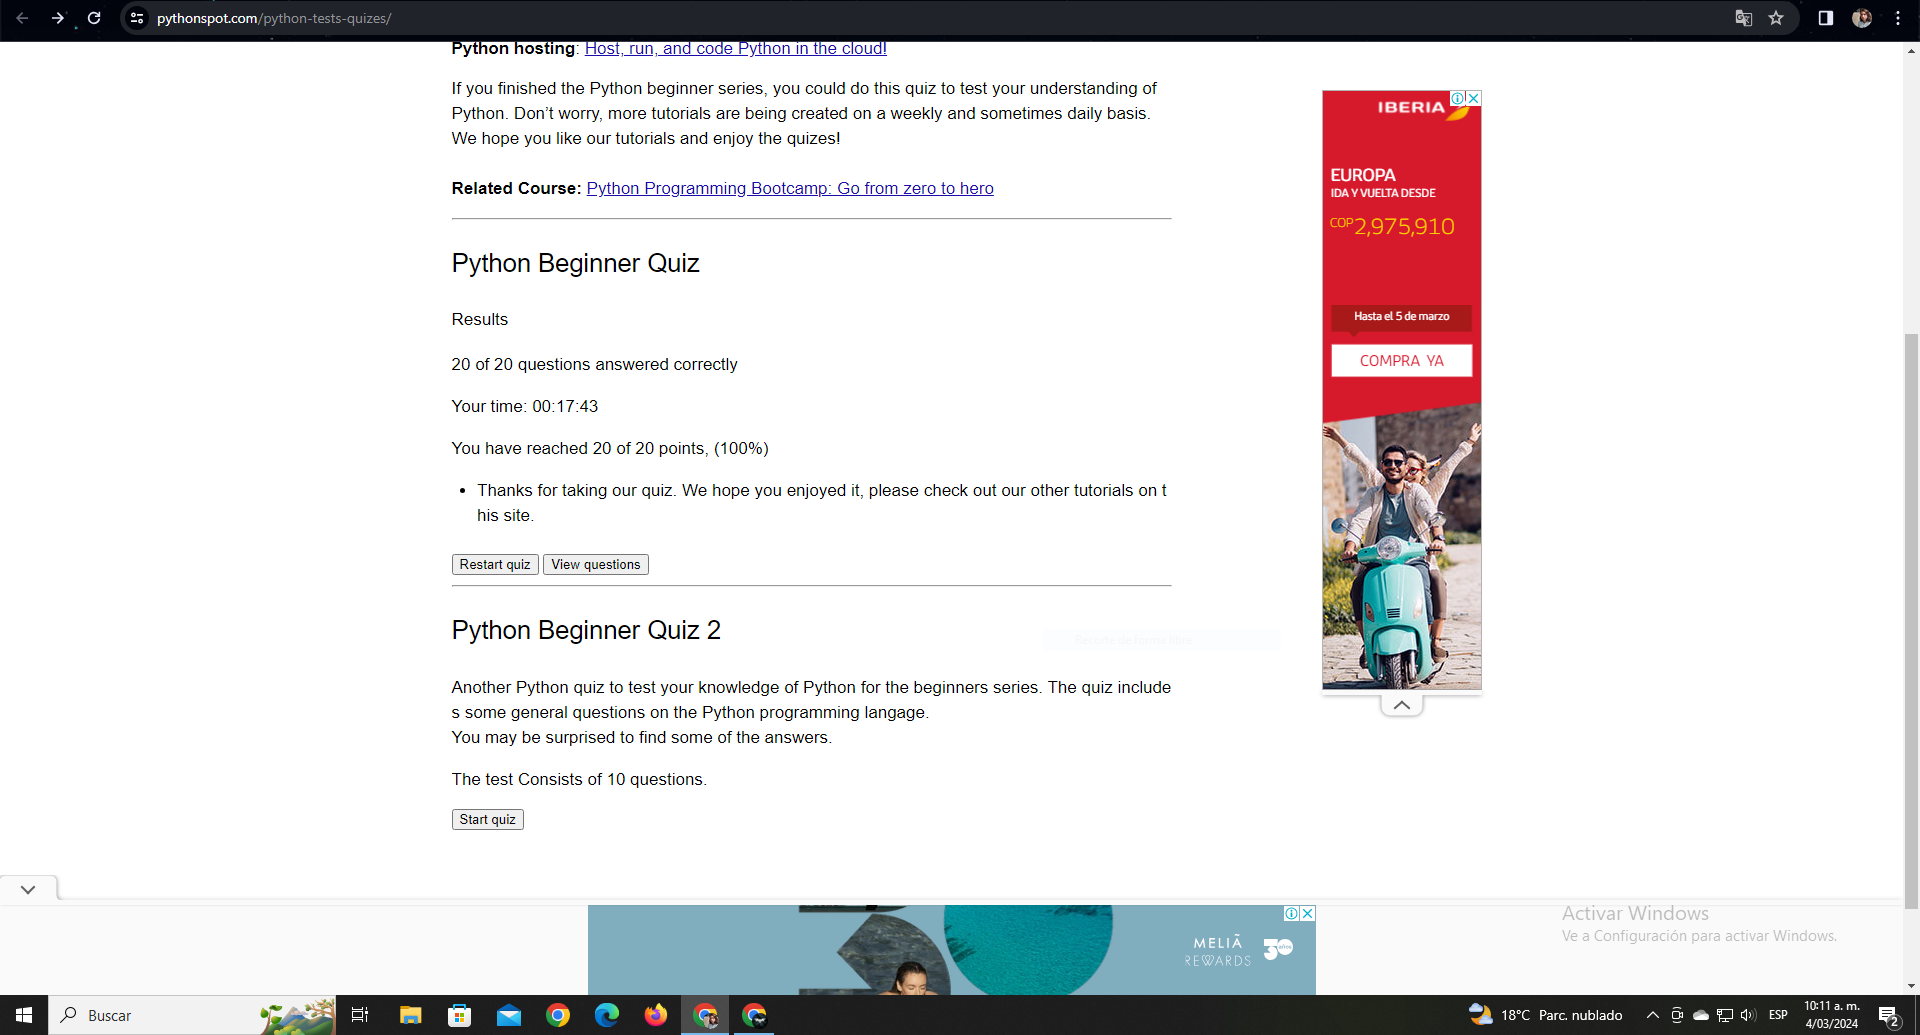 pythonspot.com/python-tests-quizes/
Python hosting: Host, run, and code Python in the cloud!
If you finished the Python beginner series, you could do this quiz to test your understanding of
Python. Don’t worry, more tutorials are being created on a weekly and sometimes daily basis.
We hope you like our tutorials and enjoy the quizes!
Related Course: Python Programming Bootcamp: Go from zero to hero
Python Beginner Quiz
Results
20 of 20 questions answered correctly
Your time: 00:17:43
You have reached 20 of 20 points, (100%)
Thanks for taking our quiz. We hope you enjoyed it, please check out our other tutorials on t
his site.
Restart quiz View questions
Python Beginner Quiz 2
Another Python quiz to test your knowledge of Python for the beginners series. The quiz include
s some general questions on the Python programming langage.
You may be surprised to find some of the answers.
The test Consists of 10 questions.
Start quiz
IBERIA
EUROPA
IDA Y VUELTA DESDE
COP2,975,910
Hasta el 5 de marzo
COMPRA YA
MELIÃ
REWARDS
30
años
Activar Windows
Ve a Configuración para activar Windows.
Buscar
18°C Parc. nublado
ESP
10:11 a. m.
4/03/2024
2